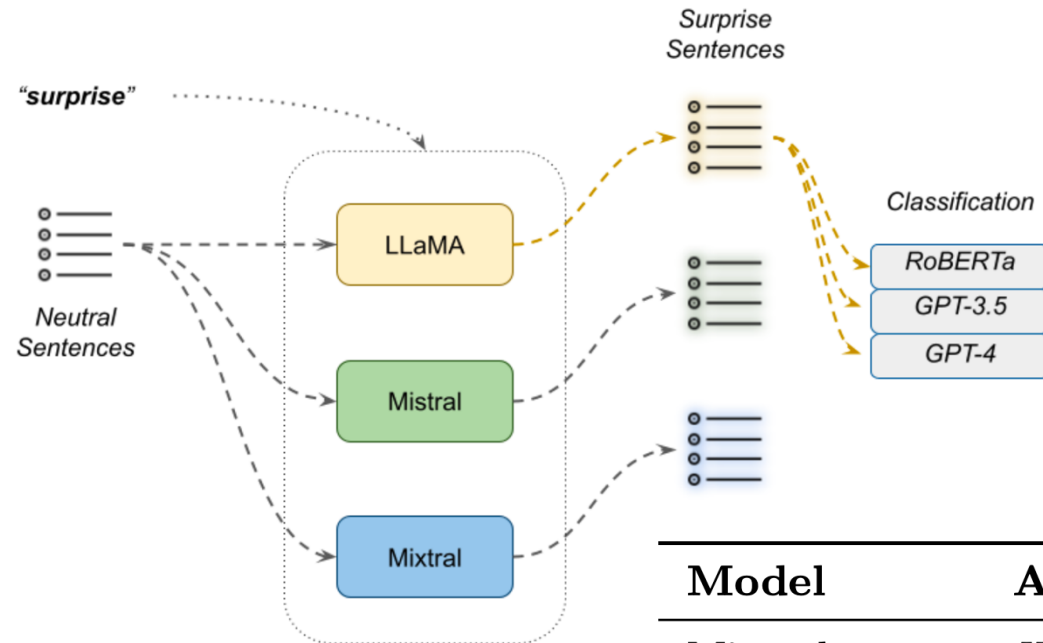 Surprise
Sentences
"surprise"
Classification
LLaMA
RoBERTa
GPT-3.5
GPT-4
Neutral
Sentences
Mistral
Mixtral
Model